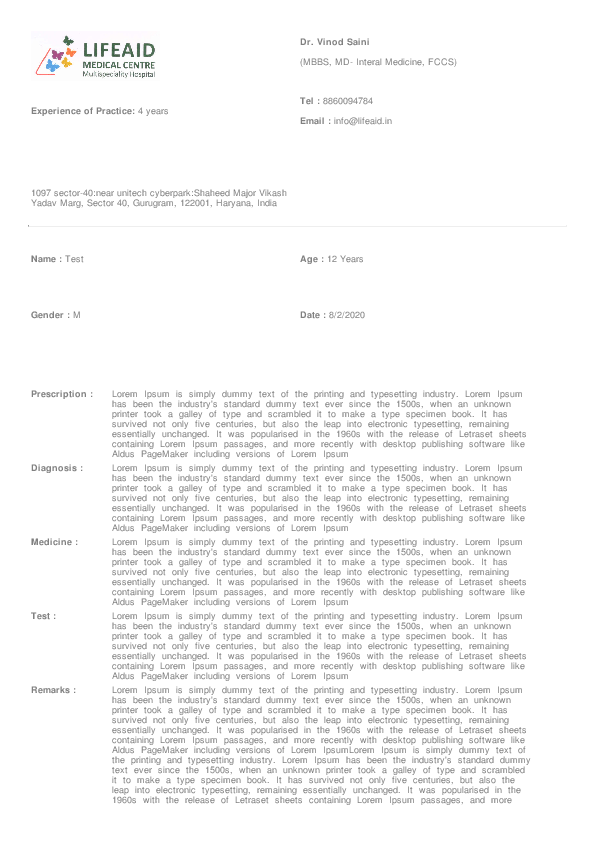 LIFEAID
MEDICAL CENTRE
Multispeciality Hospital
Dr. Vinod Saini
(MBBS, MD- Interal Medicine, FCCS)
Experience of Practice: 4 years
Tel : 8860094784
Email : info@lifeaid.in
1097 sector-40:near unitech cyberpark:Shaheed Major Vikash
Yadav Marg, Sector 40, Gurugram, 122001, Haryana, India
Name : Test
Age : 12 Years
Gender : M
Date : 8/2/2020
Prescription : Lorem Ipsum is simply dummy text of the printing and typesetting industry. Lorem Ipsum
has been the industry's standard dummy text ever since the 1500s, when an unknown
printer took a galley of type and scrambled it to make a type specimen book. It has
survived not only five centuries, but also the leap into electronic typesetting, remaining
essentially unchanged. It was popularised in the 1960s with the release of Letraset sheets
containing Lorem Ipsum passages, and more recently with desktop publishing software like
Aldus PageMaker including versions of Lorem Ipsum
Diagnosis : Lorem Ipsum is simply dummy text of the printing and typesetting industry. Lorem Ipsum
has been the industry's standard dummy text ever since the 1500s, when an unknown
printer took a galley of type and scrambled it to make a type specimen book. It has
survived not only five centuries, but also the leap into electronic typesetting, remaining
essentially unchanged. It was popularised in the 1960s with the release of Letraset sheets
containing Lorem Ipsum passages, and more recently with desktop publishing software like
Aldus PageMaker including versions of Lorem Ipsum
Medicine : Lorem Ipsum is simply dummy text of the printing and typesetting industry. Lorem Ipsum
has been the industry's standard dummy text ever since the 1500s, when an unknown
printer took a galley of type and scrambled it to make a type specimen book. It has
survived not only five centuries, but also the leap into electronic typesetting, remaining
essentially unchanged. It was popularised in the 1960s with the release of Letraset sheets
containing Lorem Ipsum passages, and more recently with desktop publishing software like
Aldus PageMaker including versions of Lorem Ipsum
Test : Lorem Ipsum is simply dummy text of the printing and typesetting industry. Lorem Ipsum
has been the industry's standard dummy text ever since the 1500s, when an unknown
printer took a galley of type and scrambled it to make a type specimen book. It has
survived not only five centuries, but also the leap into electronic typesetting, remaining
essentially unchanged. It was popularised in the 1960s with the release of Letraset sheets
containing Lorem Ipsum passages, and more recently with desktop publishing software like
Aldus PageMaker including versions of Lorem Ipsum
Remarks : Lorem Ipsum is simply dummy text of the printing and typesetting industry. Lorem Ipsum
has been the industry's standard dummy text ever since the 1500s, when an unknown
printer took a galley of type and scrambled it to make a type specimen book. It has
survived not only five centuries, but also the leap into electronic typesetting, remaining
essentially unchanged. It was popularised in the 1960s with the release of Letraset sheets
containing Lorem Ipsum passages, and more recently with desktop publishing software like
Aldus PageMaker including versions of Lorem IpsumLorem Ipsum is simply dummy text of
the printing and typesetting industry. Lorem Ipsum has been the industry's standard dummy
text ever since the 1500s, when an unknown printer took a galley of type and scrambled
it to make a type specimen book. It has survived not only five centuries, but also the
leap into electronic typesetting, remaining essentially unchanged. It was popularised in the
1960s with the release of Letraset sheets containing Lorem Ipsum passages, and more